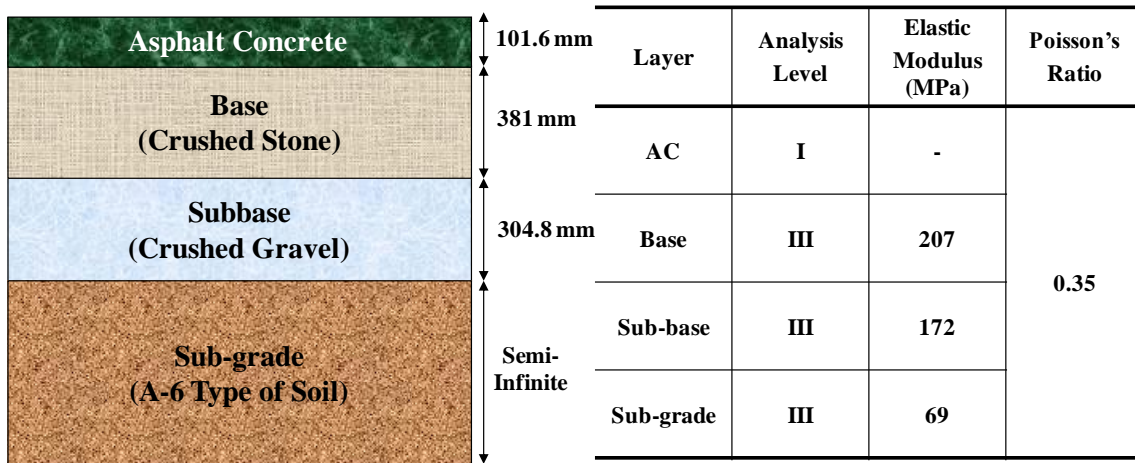 Asphalt Concrete
101.6 mm
Base
(Crushed Stone)
381 mm
Subbase
(Crushed Gravel)
304.8 mm
Sub-grade
(A-6 Type of Soil)
Semi-
Infinite
Layer
Analysis
Level
Elastic
Modulus
(MPa)
Poisson's
Ratio
AC
I
-
Base
III
207
Sub-base
III
172
Sub-grade
III
69
0.35